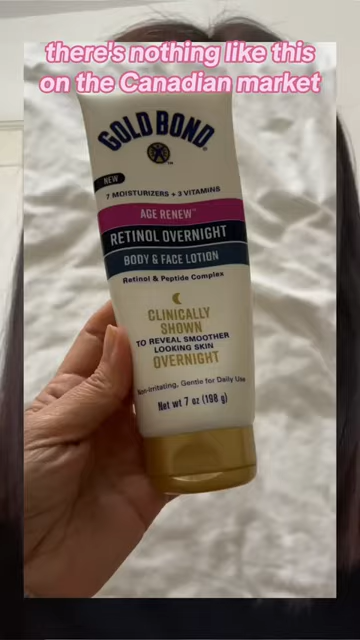 there's nothing like this
on the Canadian market
GOLD BOND
NEW
7 MOISTURIZERS + 3 VITAMINS
AGE RENEW™
RETINOL OVERNIGHT
BODY & FACE LOTION
Retinol & Peptide Complex
CLINICALLY
SHOWN
TO REVEAL SMOOTHER
LOOKING SKIN
OVERNIGHT
Non-Irritating, Gentle for Daily Use
Net wt 7 oz (198 g)